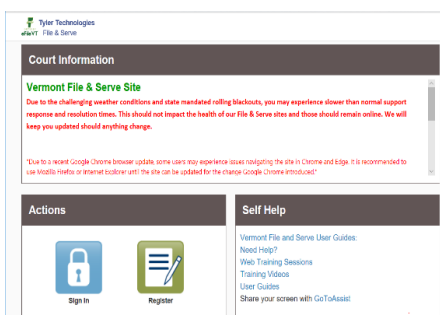 Tyler Technologies
eFileVT File & Serve
Court Information
Vermont File & Serve Site
Due to the challenging weather conditions and state mandated rolling blackouts, you may experience slower than normal support
response and resolution times. This should not impact the health of our File & Serve sites and those should remain online. We will
keep you updated should anything change.
"Due to a recent Google Chrome browser update, some users may experience issues navigating the site in Chrome and Edge. It is recommended to
use Mozilla Firefox or Internet Explorer until the site can be updated for the change Google Chrome introduced."
Actions
Sign In
Register
Self Help
Vermont File and Serve User Guides:
Need Help?
Web Training Sessions
Training Videos
User Guides
Share your screen with GoToAssist